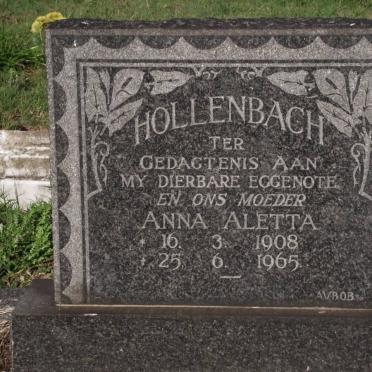 HOLLENBACH
TER
GEDAGTENIS AAN
MY DIERBARE EGGENOTE
EN ONS MOEDER
ANNA ALETTA
* 16. 3. 1908
† 25. 6. 1965
AVBOB